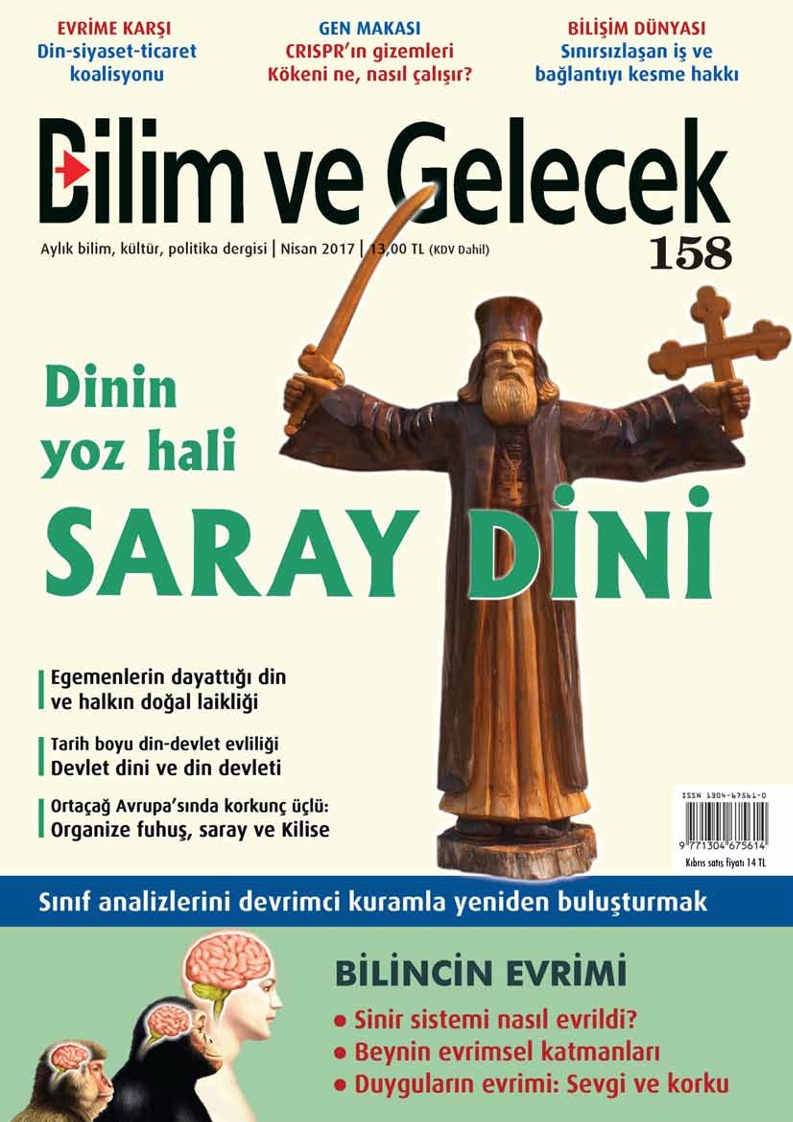 EVRİME KARŞI
Din-siyaset-ticaret
koalisyonu
GEN MAKASI
CRISPR’ın gizemleri
Kökeni ne, nasıl çalışır?
BİLİŞİM DÜNYASI
Sınırsızlaşan iş ve
bağlantıyı kesme hakkı
Bilim ve Gelecek
Aylık bilim, kültür, politika dergisi | Nisan 2017 | 13,00 TL (KDV Dahil)
158
Dinin
yoz hali
SARAY DİNİ
Egemenlerin dayattığı din
ve halkın doğal laikliği
Tarih boyu din-devlet evliliği
Devlet dini ve din devleti
Ortaçağ Avrupa’sında korkunç üçlü:
Organize fuhuş, saray ve Kilise
ISSN 1304-67561-0
9 771304 675614
Kıbrıs satış fiyatı 14 TL
Sınıf analizlerini devrimci kuramla yeniden buluşturmak
BİLİNCİN EVRİMİ
• Sinir sistemi nasıl evrildi?
• Beynin evrimsel katmanları
• Duyguların evrimi: Sevgi ve korku